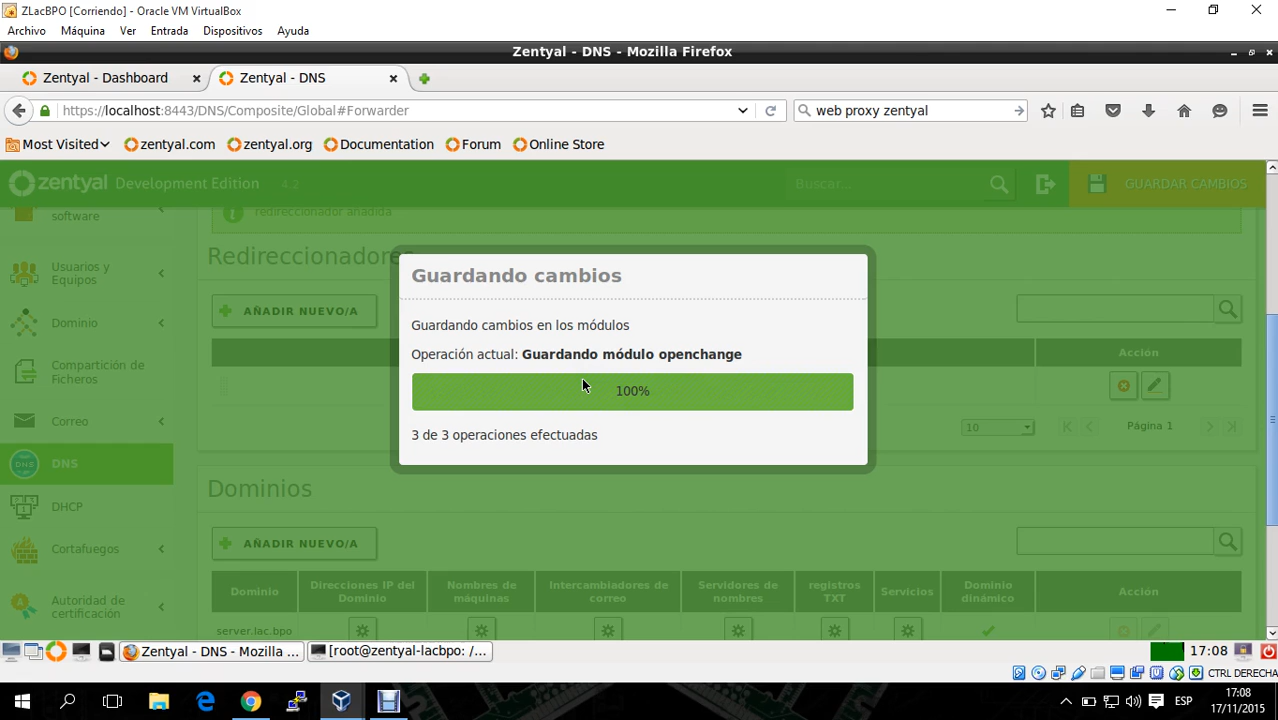 ZLacBPO [Corriendo] - Oracle VM VirtualBox
Archivo Máquina Ver Entrada Dispositivos Ayuda
Zentyal - DNS - Mozilla Firefox
Zentyal - Dashboard
Zentyal - DNS
https://localhost:8443/DNS/Composite/Global#Forwarder
web proxy zentyal
Most Visited
zentyal.com
zentyal.org
Documentation
Forum
Online Store
zentyal Development Edition 4.2
Buscar...
GUARDAR CAMBIOS
software
Usuarios y
Equipos
Dominio
Compartición de
Ficheros
Correo
DNS
DHCP
Cortafuegos
Autoridad de
certificación
redireccionador añadida
Redireccionadores
AÑADIR NUEVO/A
Acción
10
Página 1
Guardando cambios
Guardando cambios en los módulos
Operación actual: Guardando módulo openchange
100%
3 de 3 operaciones efectuadas
Dominios
AÑADIR NUEVO/A
Dominio
Direcciones IP del
Dominio
Nombres de
máquinas
Intercambiadores de
correo
Servidores de
nombres
registros
TXT
Servicios
Dominio
dinámico
Acción
server.lac.bpo
Zentyal - DNS - Mozilla ...
[root@zentyal-lacbpo: /...
17:08
CTRL DERECHA
ESP
17:08
17/11/2015